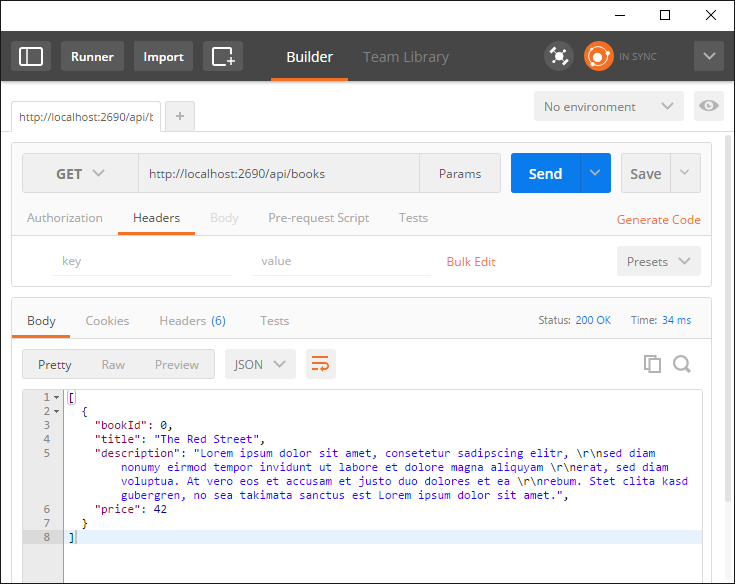 Runner Import Builder Team Library IN SYNC
http://localhost:2690/api/b + No environment
GET http://localhost:2690/api/books Params Send Save
Authorization Headers Body Pre-request Script Tests Generate Code
key value Bulk Edit Presets
Body Cookies Headers (6) Tests Status: 200 OK Time: 34 ms
Pretty Raw Preview JSON
1 [
2 {
3 "bookId": 0,
4 "title": "The Red Street",
5 "description": "Lorem ipsum dolor sit amet, consetetur sadipscing elitr, \r\nsed diam
nonumy eirmod tempor invidunt ut labore et dolore magna aliquyam \r\nerat, sed diam
voluptua. At vero eos et accusam et justo duo dolores et ea \r\nrebum. Stet clita kasd
gubergren, no sea takimata sanctus est Lorem ipsum dolor sit amet.",
6 "price": 42
7 }
8 ]